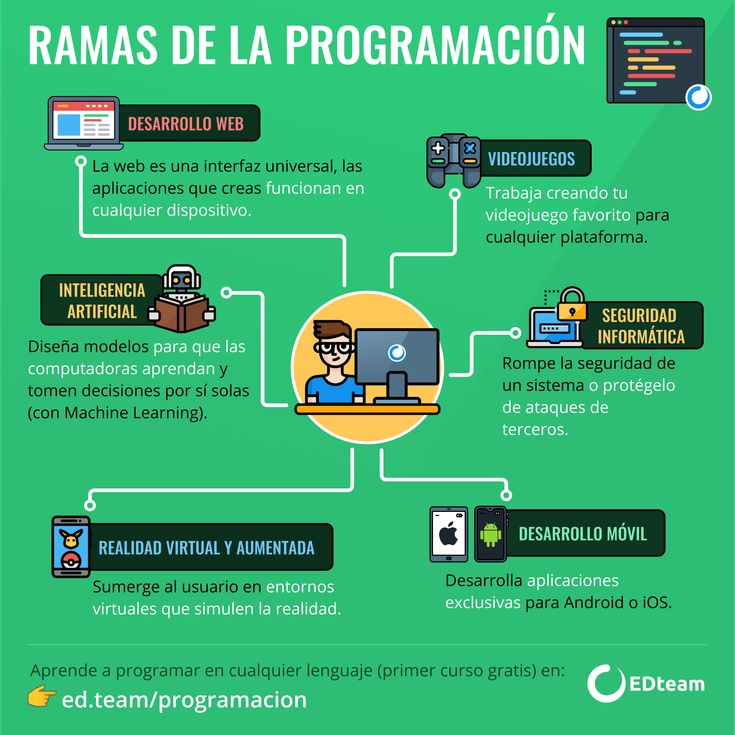 RAMAS DE LA PROGRAMACIÓN
DESARROLLO WEB
La web es una interfaz universal, las
aplicaciones que creas funcionan en
cualquier dispositivo.
VIDEOJUEGOS
Trabaja creando tu
videojuego favorito para
cualquier plataforma.
INTELIGENCIA
ARTIFICIAL
Diseña modelos para que las
computadoras aprendan y
tomen decisiones por sí solas
(con Machine Learning).
SEGURIDAD
INFORMÁTICA
Rompe la seguridad de
un sistema o protégelo
de ataques de
terceros.
REALIDAD VIRTUAL Y AUMENTADA
Sumerge al usuario en entornos
virtuales que simulen la realidad.
DESARROLLO MÓVIL
Desarrolla aplicaciones
exclusivas para Android o iOS.
Aprende a programar en cualquier lenguaje (primer curso gratis) en:
ed.team/programacion
EDteam